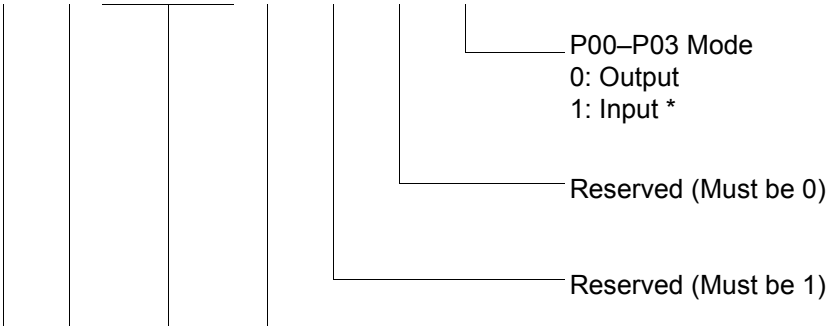 P00–P03 Mode
0: Output
1: Input *
Reserved (Must be 0)
Reserved (Must be 1)